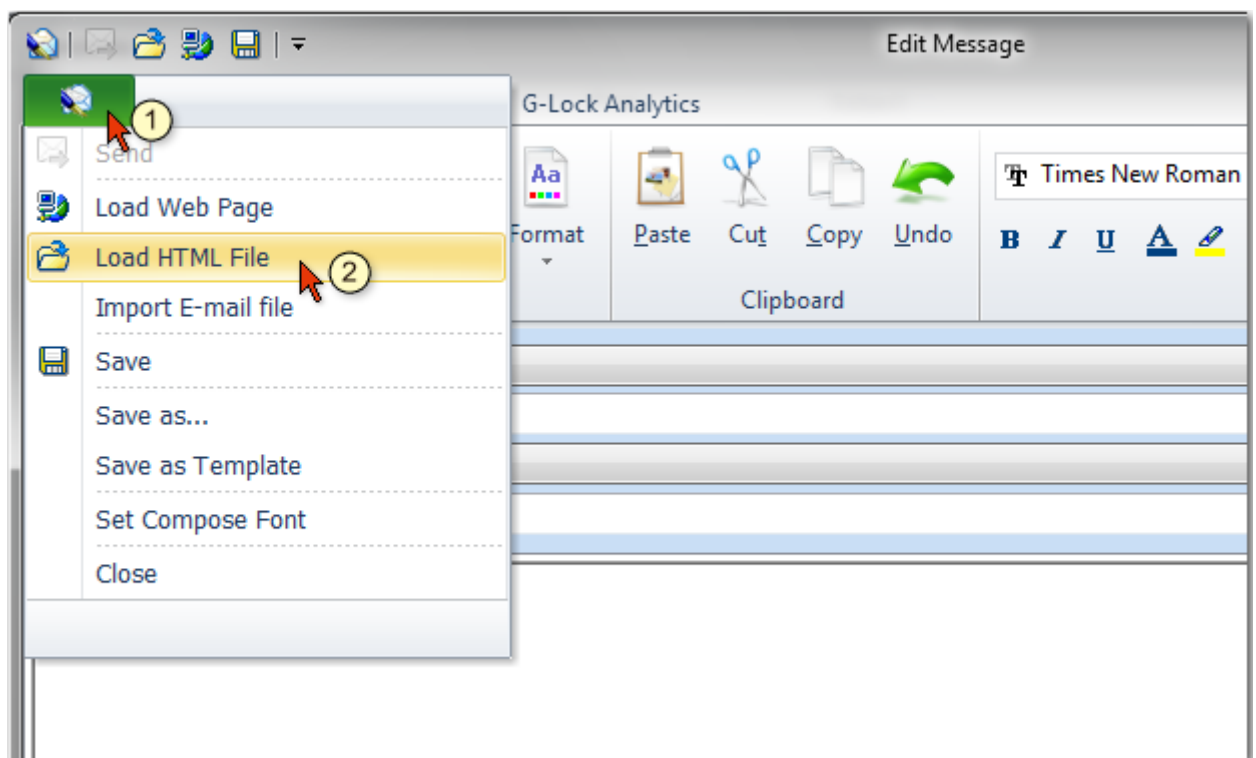 Edit Message
1
G-Lock Analytics
Send
Load Web Page
Load HTML File
2
Import E-mail file
Save
Save as...
Save as Template
Set Compose Font
Close
Aa
Format
Paste
Cut
Copy
Undo
Clipboard
Times New Roman
B I U A